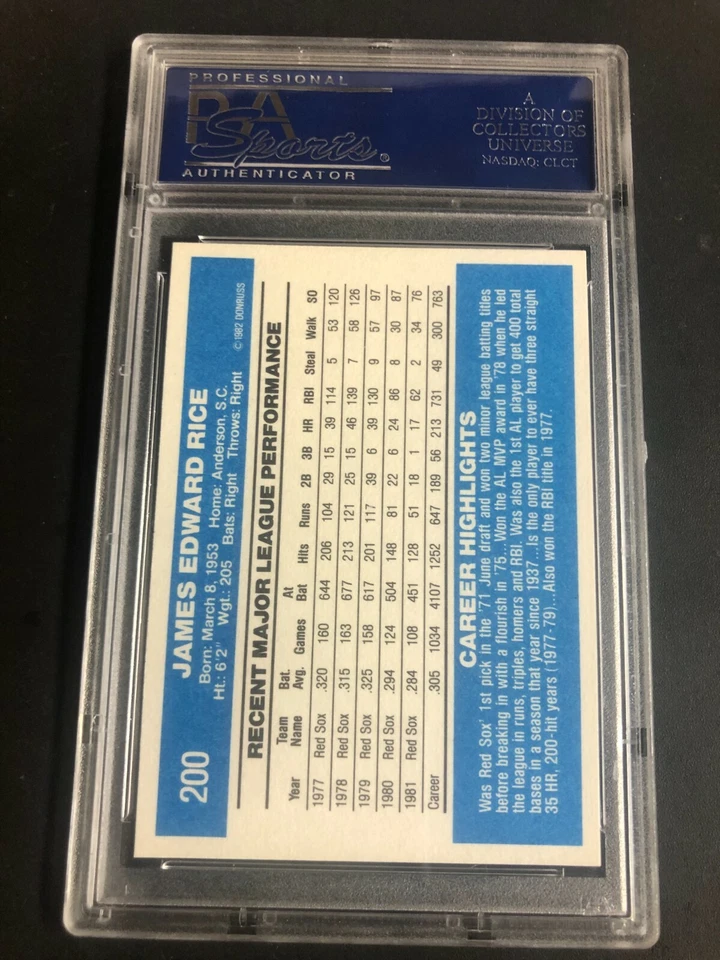 PROFESSIONAL
PSA
Sports®
AUTHENTICATOR
A
DIVISION OF
COLLECTORS
UNIVERSE
NASDAQ: CLCT
200
JAMES EDWARD RICE
Born: March 8, 1953 Home: Anderson, S.C.
Ht.: 6'2" Wgt.: 205 Bats: Right Throws: Right ©1982 DONRUSS
RECENT MAJOR LEAGUE PERFORMANCE
Year Team Name Bat. Avg. Games At Bat Hits Runs 2B 3B HR RBI Steal Walk SO
1977 Red Sox .320 160 644 206 104 29 15 39 114 5 53 120
1978 Red Sox .315 163 677 213 121 25 15 46 139 7 58 126
1979 Red Sox .325 158 617 201 117 39 6 39 130 9 57 97
1980 Red Sox .294 124 504 148 81 22 6 24 86 8 30 87
1981 Red Sox .284 108 451 128 51 18 1 17 62 2 34 76
Career .305 1034 4107 1252 647 189 56 213 731 49 300 763
CAREER HIGHLIGHTS
Was Red Sox' 1st pick in the '71 June draft and won two minor league batting titles
before breaking in with a flourish in '75...Won the AL MVP award in '78 when he led
the league in runs, triples, homers and RBI. Was also the 1st AL player to get 400 total
bases in a season that year since 1937...Is the only player to ever have three straight
35 HR, 200-hit years (1977-79)...Also won the RBI title in 1977.